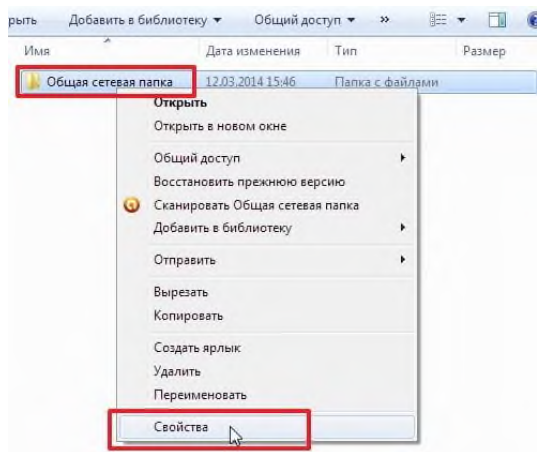 рыть Добавить в библиотеку Общий доступ »
Имя Дата изменения Тип Размер
Общая сетевая папка 12.03.2014 15:46 Папка с файлами
Открыть
Открыть в новом окне
Общий доступ
Восстановить прежнюю версию
Сканировать Общая сетевая папка
Добавить в библиотеку
Отправить
Вырезать
Копировать
Создать ярлык
Удалить
Переименовать
Свойства